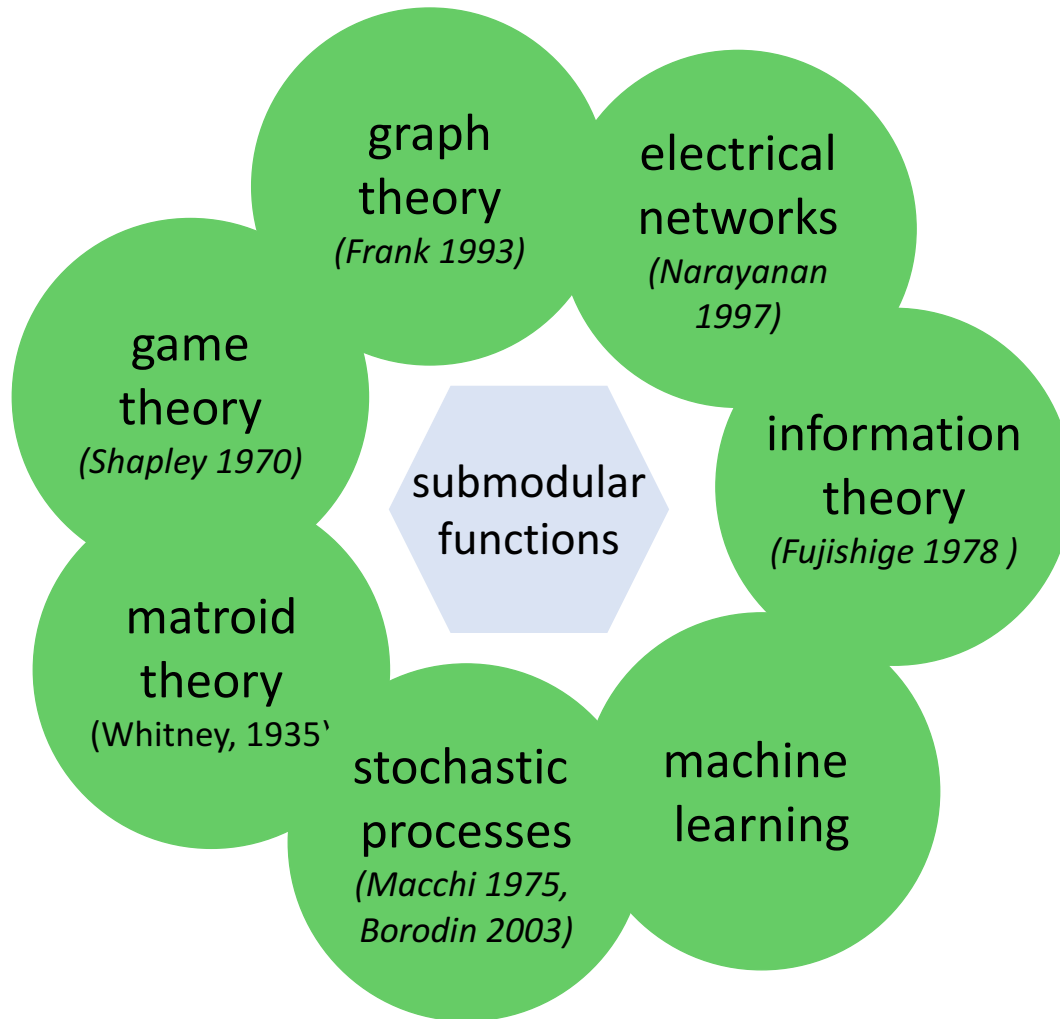 graph
theory
(Frank 1993)
electrical
networks
(Narayanan
1997)
game
theory
(Shapley 1970)
submodular
functions
information
theory
(Fujishige 1978 )
matroid
theory
(Whitney, 1935)
stochastic
processes
(Macchi 1975,
Borodin 2003)
machine
learning